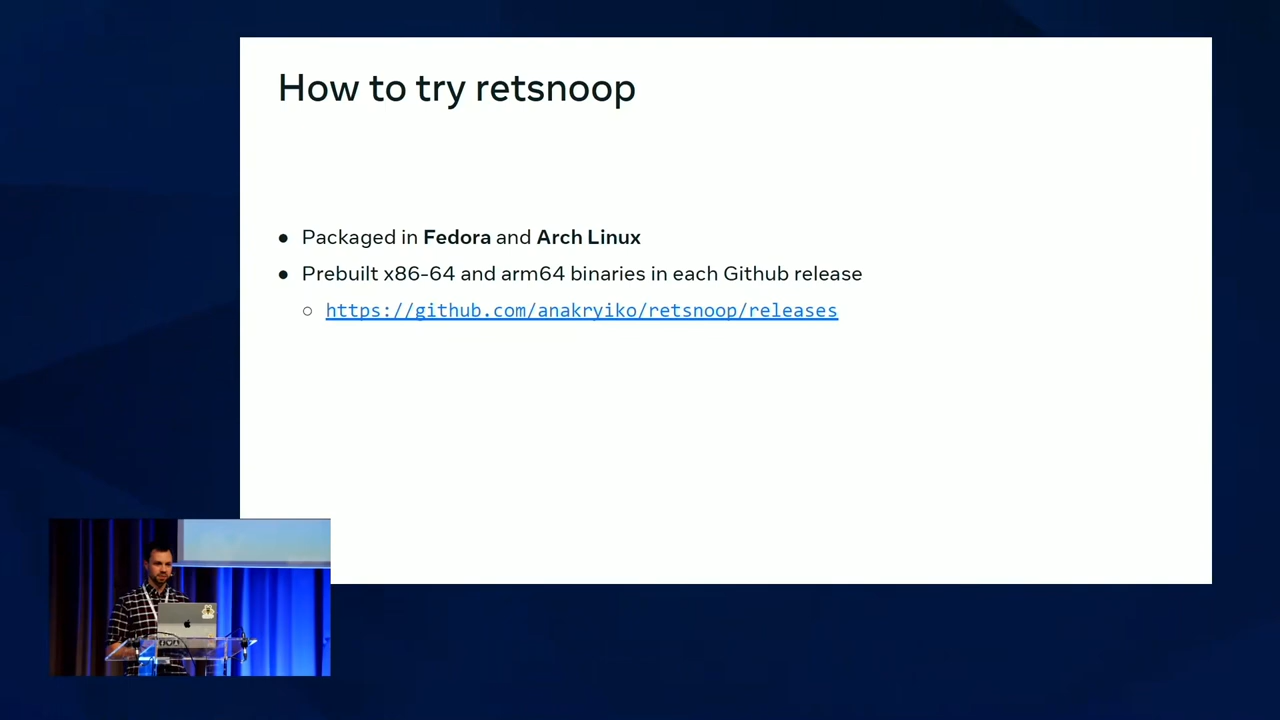 How to try retsnoop
● Packaged in Fedora and Arch Linux
● Prebuilt x86-64 and arm64 binaries in each Github release
○ https://github.com/anakryiko/retsnoop/releases